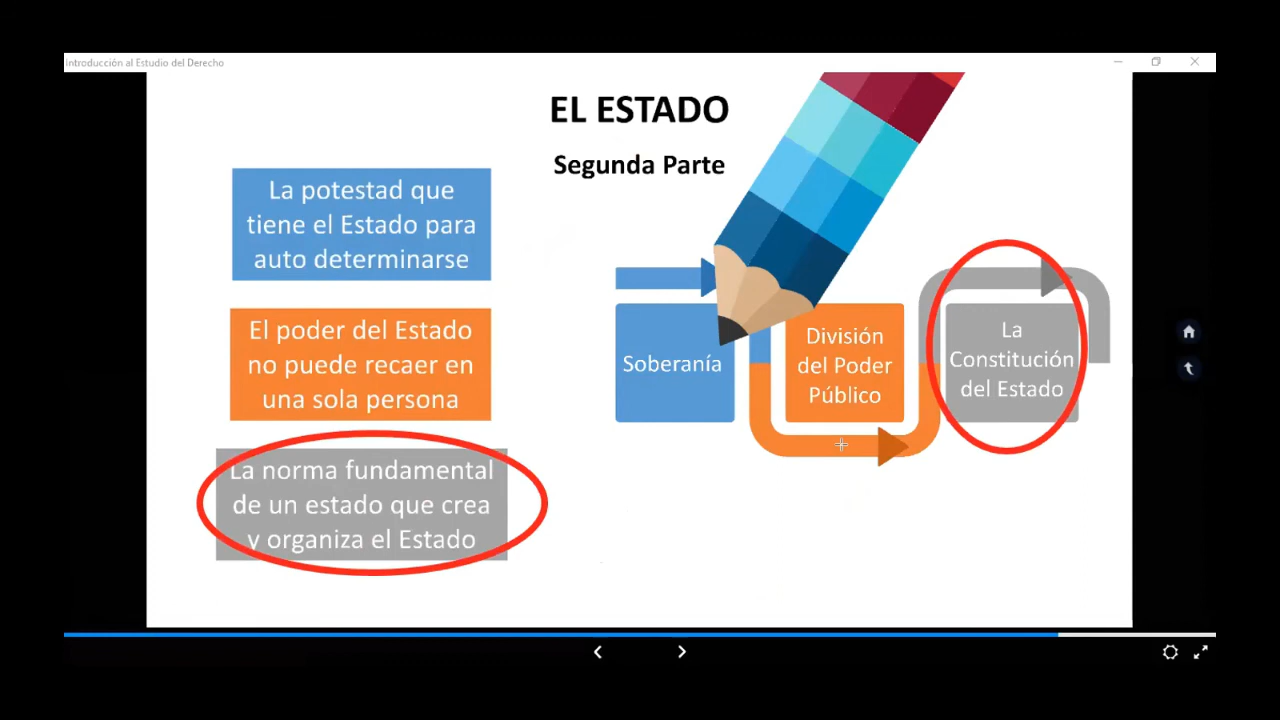 Introducción al Estudio del Derecho
EL ESTADO
Segunda Parte
La potestad que
tiene el Estado para
auto determinarse
El poder del Estado
no puede recaer en
una sola persona
La norma fundamental
de un estado que crea
y organiza el Estado
Soberanía
División
del Poder
Público
La
Constitución
del Estado